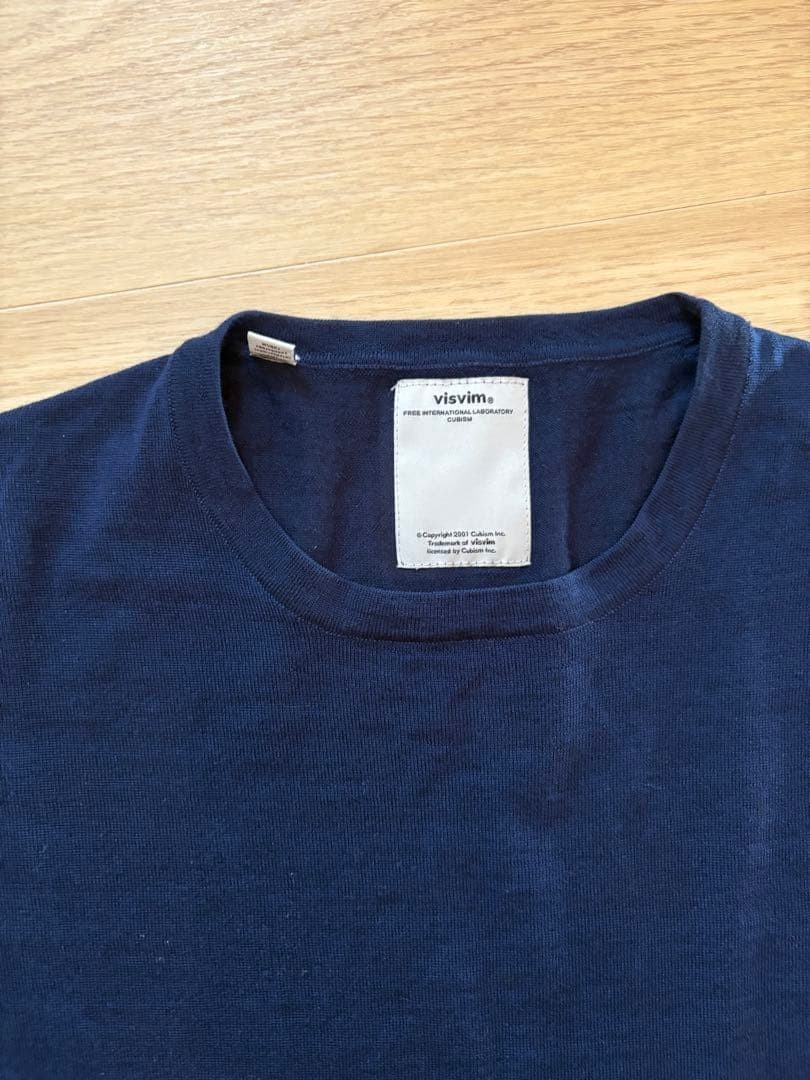 visvim®
FREE INTERNATIONAL LABORATORY
CUBISM
©Copyright 2001 Cubism Inc.
Trademark of visvim
licensed by Cubism Inc.